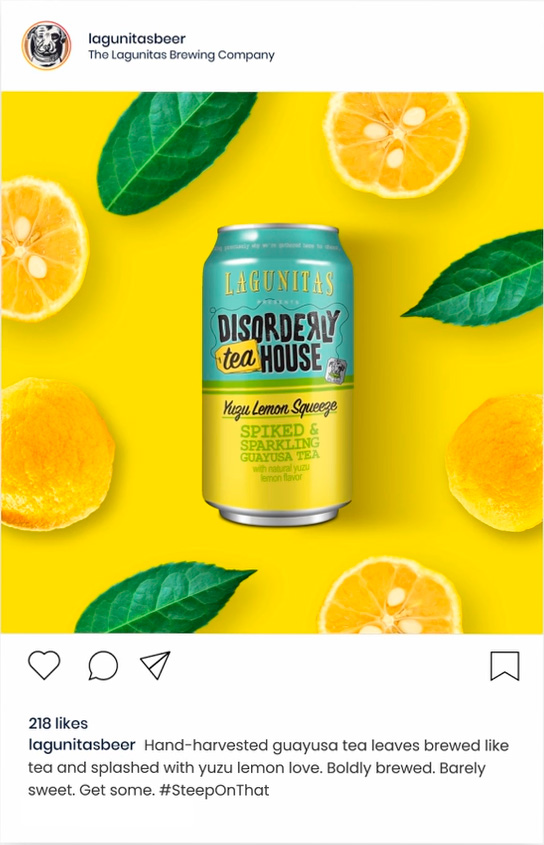 lagunitasbeer
The Lagunitas Brewing Company
LAGUNITAS
PRESENTS
DISORDERLY
tea HOUSE
Yuzu Lemon Squeeze
SPIKED &
SPARKLING
GUAYUSA TEA
with natural yuzu
lemon flavor
218 likes
lagunitasbeer Hand-harvested guayusa tea leaves brewed like
tea and splashed with yuzu lemon love. Boldly brewed. Barely
sweet. Get some. #SteepOnThat